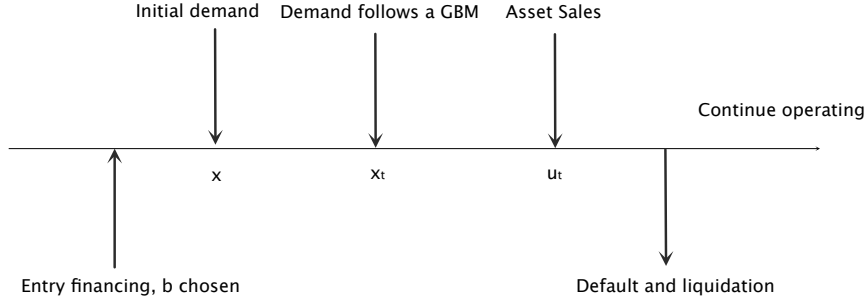 Initial demand
Demand follows a GBM
Asset Sales
Continue operating
x
xt
ut
Entry financing, b chosen
Default and liquidation